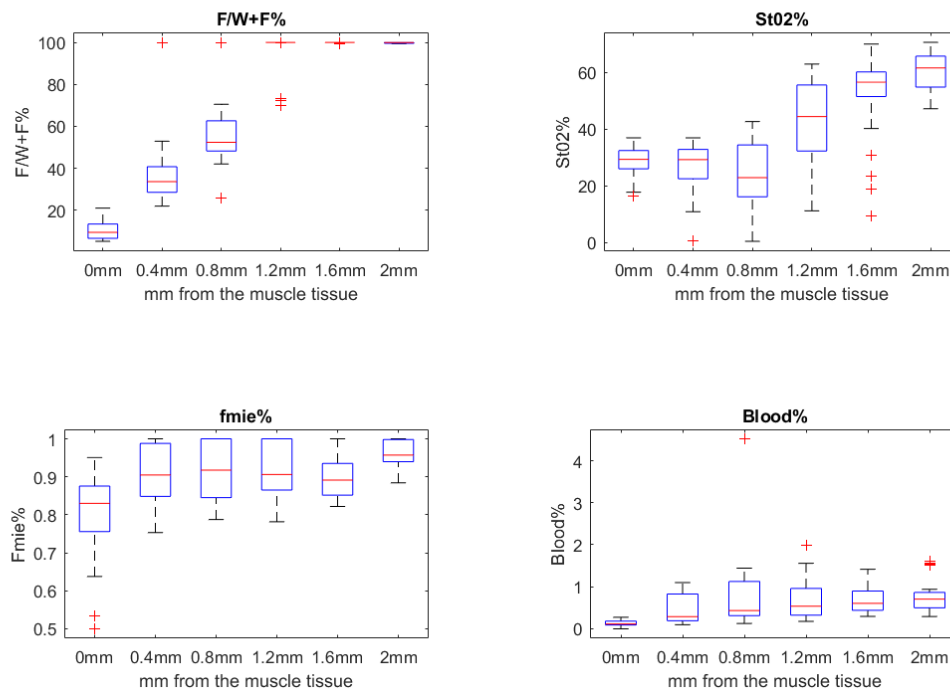 F/W+F%
100
80
60
40
20
F/W+F%
0mm 0.4mm 0.8mm 1.2mm 1.6mm 2mm
mm from the muscle tissue
St02%
60
40
20
0
St02%
0mm 0.4mm 0.8mm 1.2mm 1.6mm 2mm
mm from the muscle tissue
fmie%
1
0.9
0.8
0.7
0.6
0.5
Fmie%
0mm 0.4mm 0.8mm 1.2mm 1.6mm 2mm
mm from the muscle tissue
Blood%
4
3
2
1
0
Blood%
0mm 0.4mm 0.8mm 1.2mm 1.6mm 2mm
mm from the muscle tissue